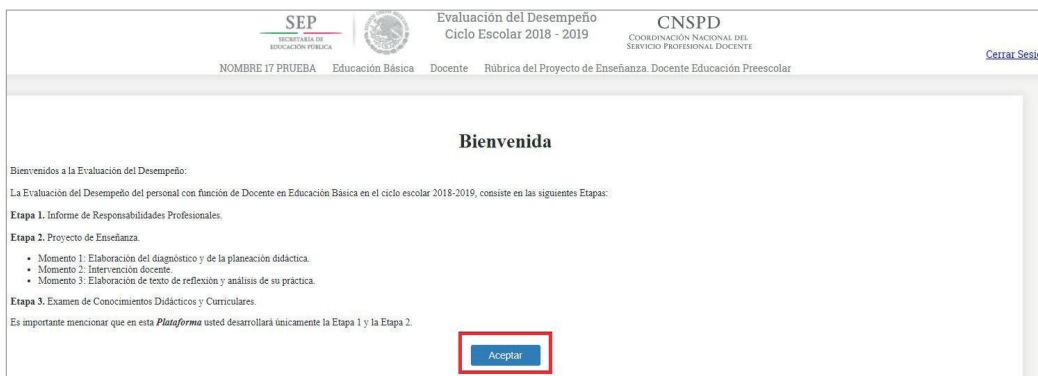 SEP
SECRETARÍA DE
EDUCACIÓN PÚBLICA
Evaluación del Desempeño
Ciclo Escolar 2018 - 2019
CNSPD
COORDINACIÓN NACIONAL DEL
SERVICIO PROFESIONAL DOCENTE
Cerrar Sesi
NOMBRE 17 PRUEBA Educación Básica Docente Rúbrica del Proyecto de Enseñanza. Docente Educación Preescolar
Bienvenida
Bienvenidos a la Evaluación del Desempeño:
La Evaluación del Desempeño del personal con función de Docente en Educación Básica en el ciclo escolar 2018-2019, consiste en las siguientes Etapas:
Etapa 1. Informe de Responsabilidades Profesionales.
Etapa 2. Proyecto de Enseñanza.
• Momento 1: Elaboración del diagnóstico y de la planeación didáctica.
• Momento 2: Intervención docente.
• Momento 3: Elaboración de texto de reflexión y análisis de su práctica.
Etapa 3. Examen de Conocimientos Didácticos y Curriculares.
Es importante mencionar que en esta Plataforma usted desarrollará únicamente la Etapa 1 y la Etapa 2.
Aceptar